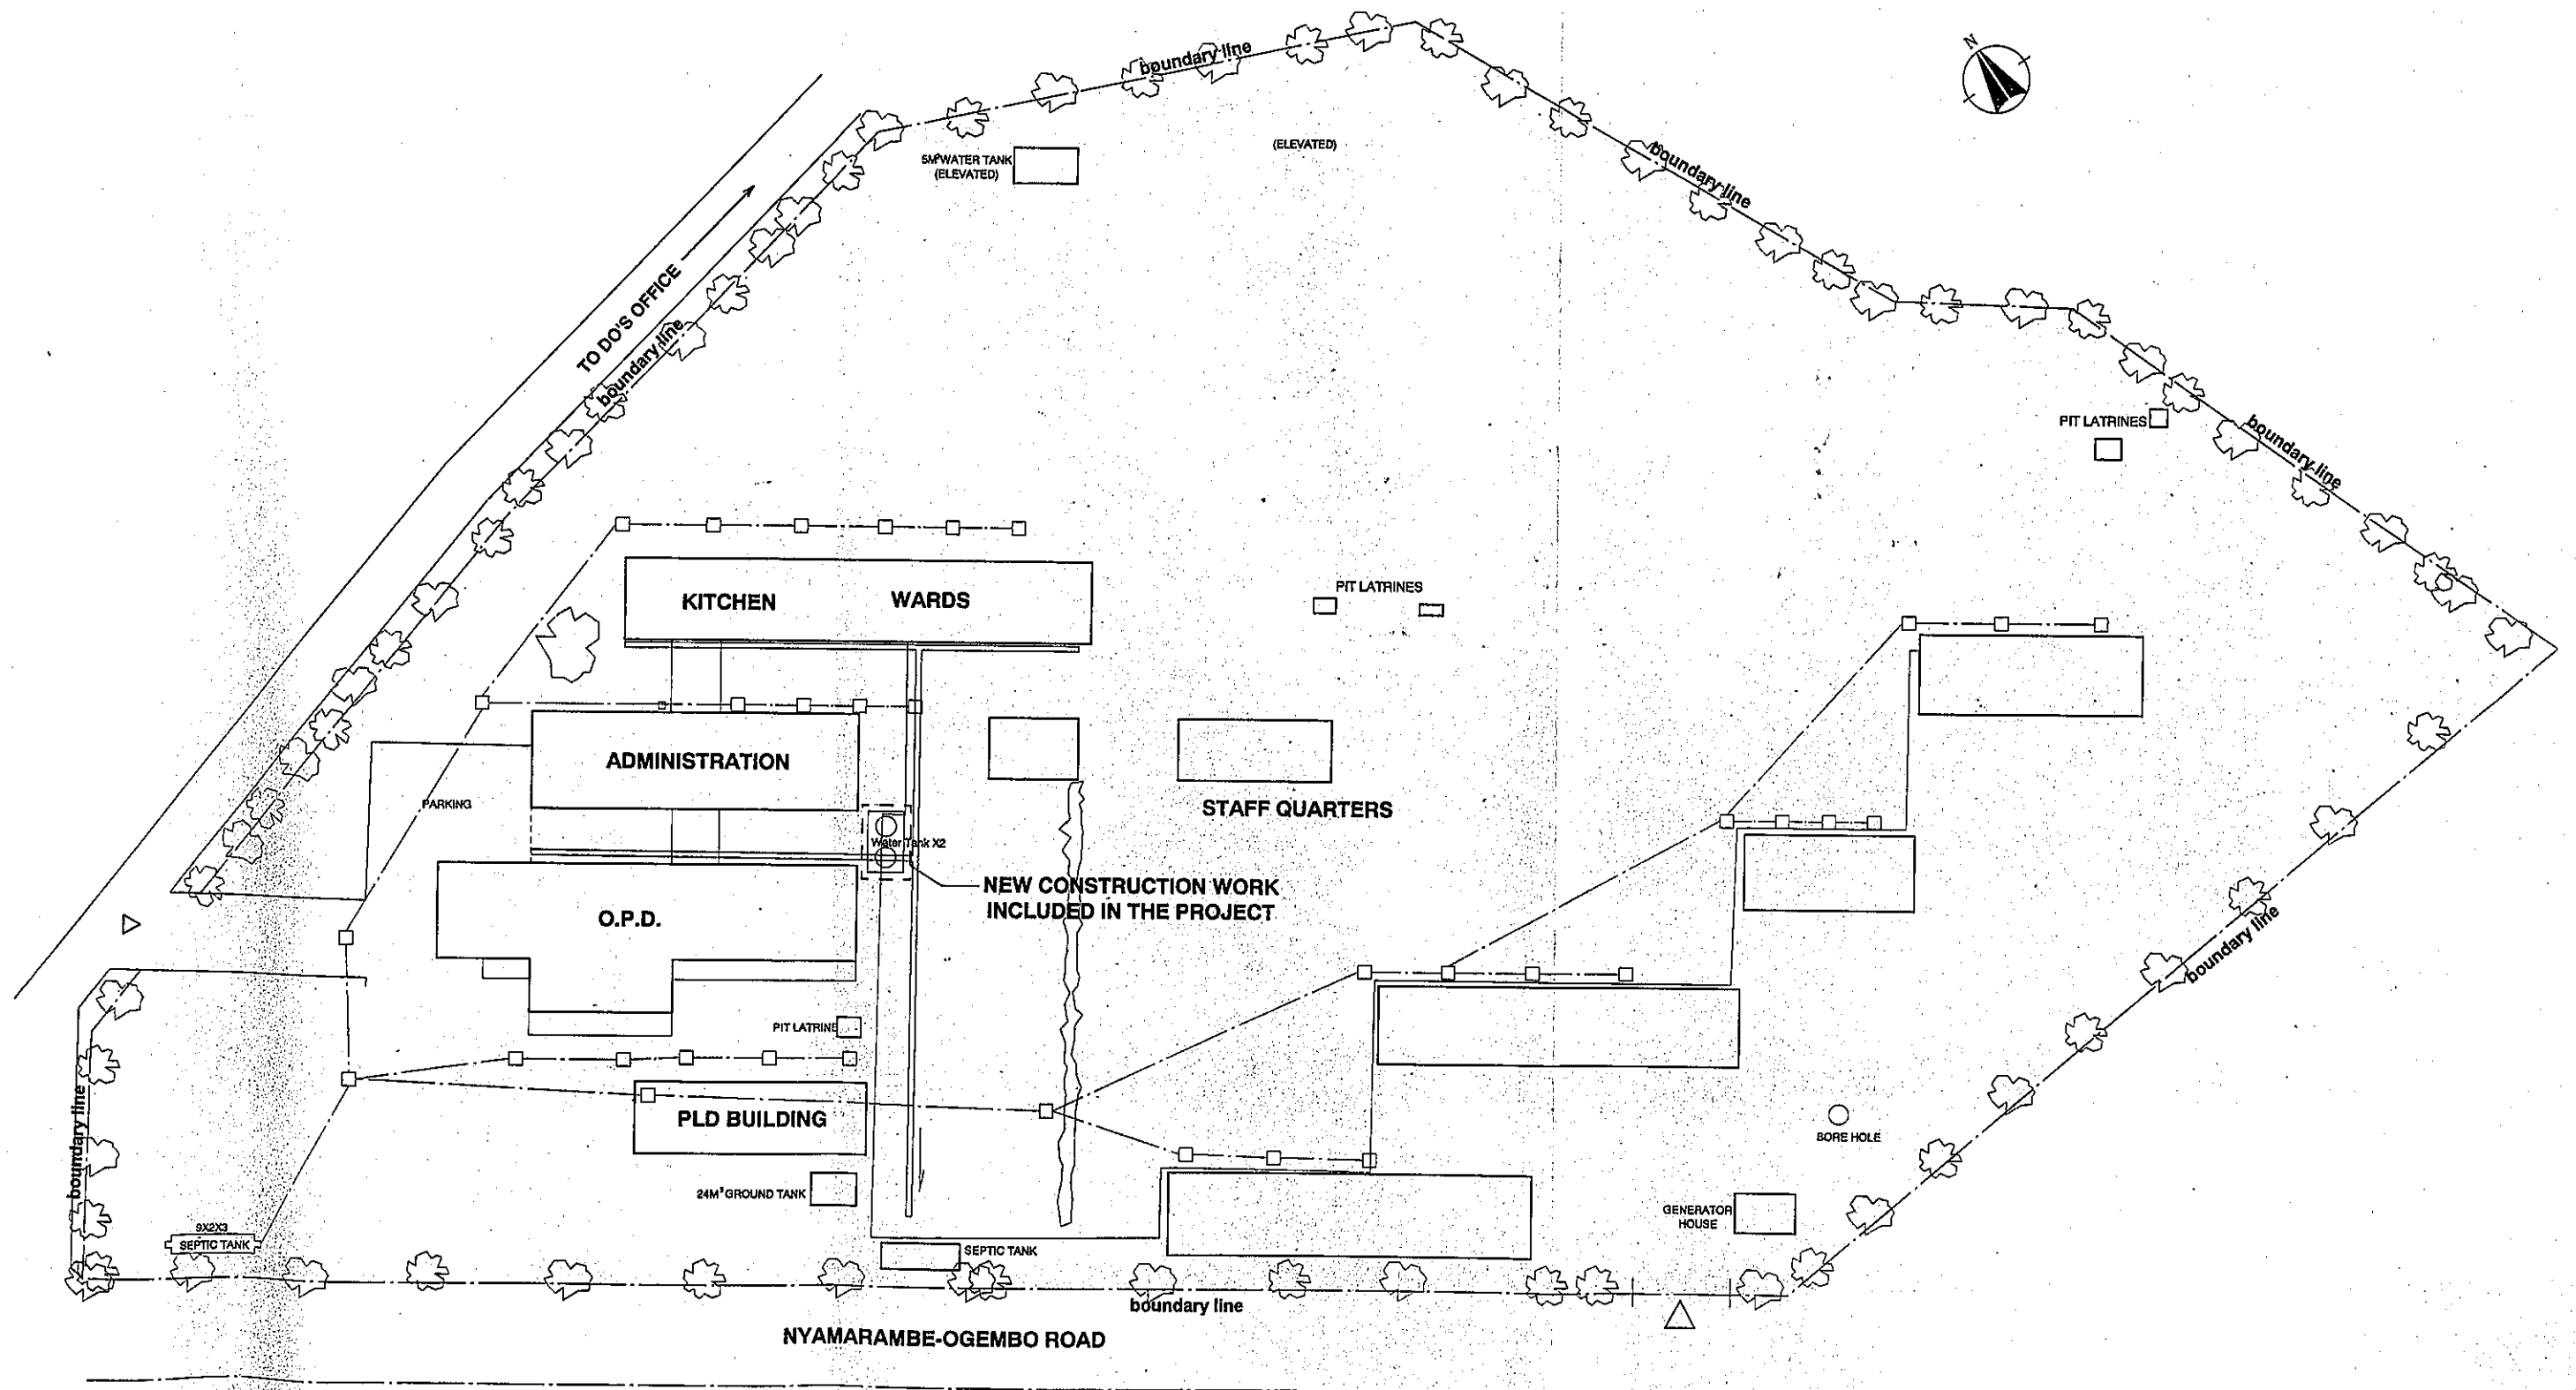 N
boundary line
5M³WATER TANK
(ELEVATED)
(ELEVATED)
boundary line
TO DO'S OFFICE
boundary line
PIT LATRINES
boundary line
KITCHEN
WARDS
PIT LATRINES
ADMINISTRATION
PARKING
STAFF QUARTERS
Water Tank X2
NEW CONSTRUCTION WORK
INCLUDED IN THE PROJECT
O.P.D.
boundary line
PIT LATRINE
PLD BUILDING
boundary line
BORE HOLE
24M³ GROUND TANK
GENERATOR
HOUSE
9X2X3
SEPTIC TANK
SEPTIC TANK
boundary line
NYAMARAMBE-OGEMBO ROAD